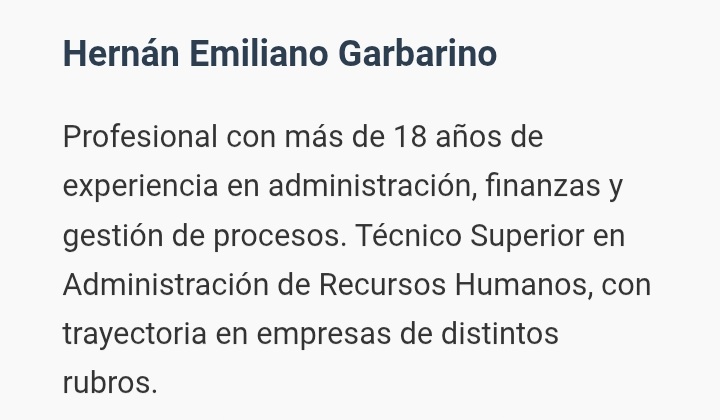 Hernán Emiliano Garbarino
Profesional con más de 18 años de
experiencia en administración, finanzas y
gestión de procesos. Técnico Superior en
Administración de Recursos Humanos, con
trayectoria en empresas de distintos
rubros.